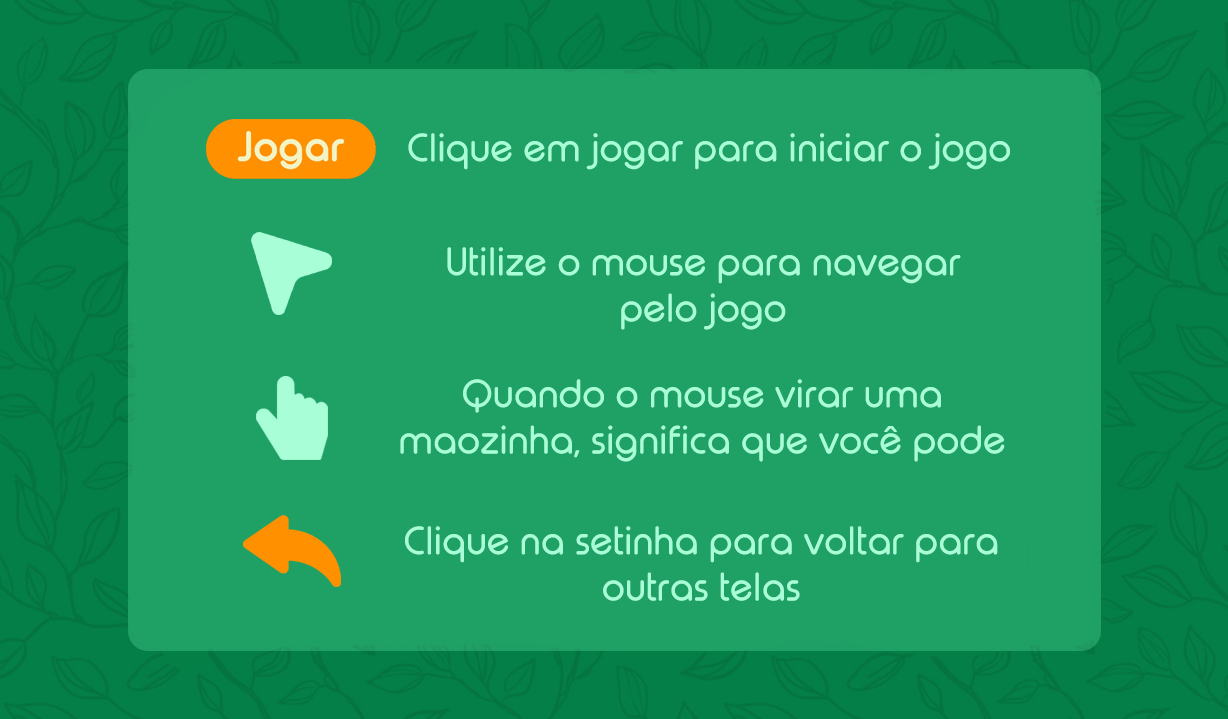 Jogar
Clique em jogar para iniciar o jogo
Utilize o mouse para navegar
pelo jogo
Quando o mouse virar uma
maozinha, significa que você pode
Clique na setinha para voltar para
outras telas